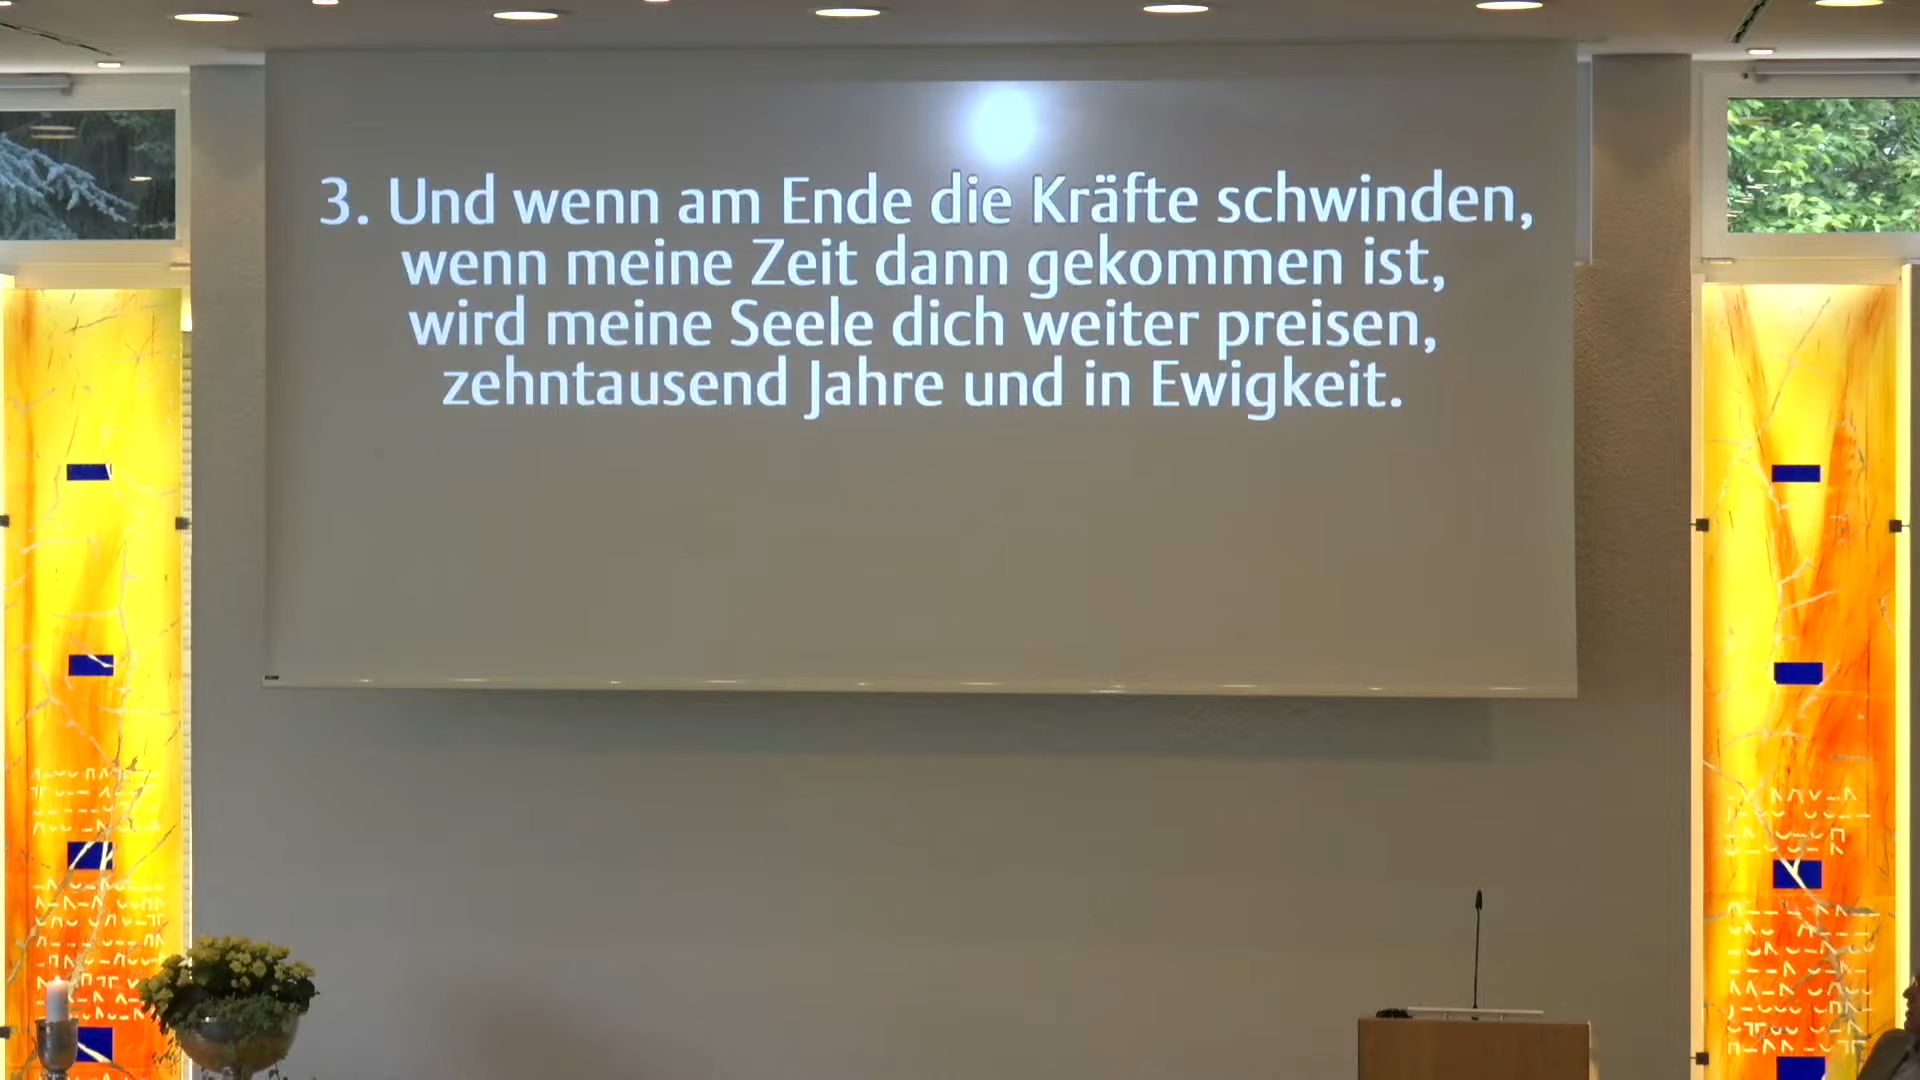 3. Und wenn am Ende die Kräfte schwinden,
wenn meine Zeit dann gekommen ist,
wird meine Seele dich weiter preisen,
zehntausend Jahre und in Ewigkeit.